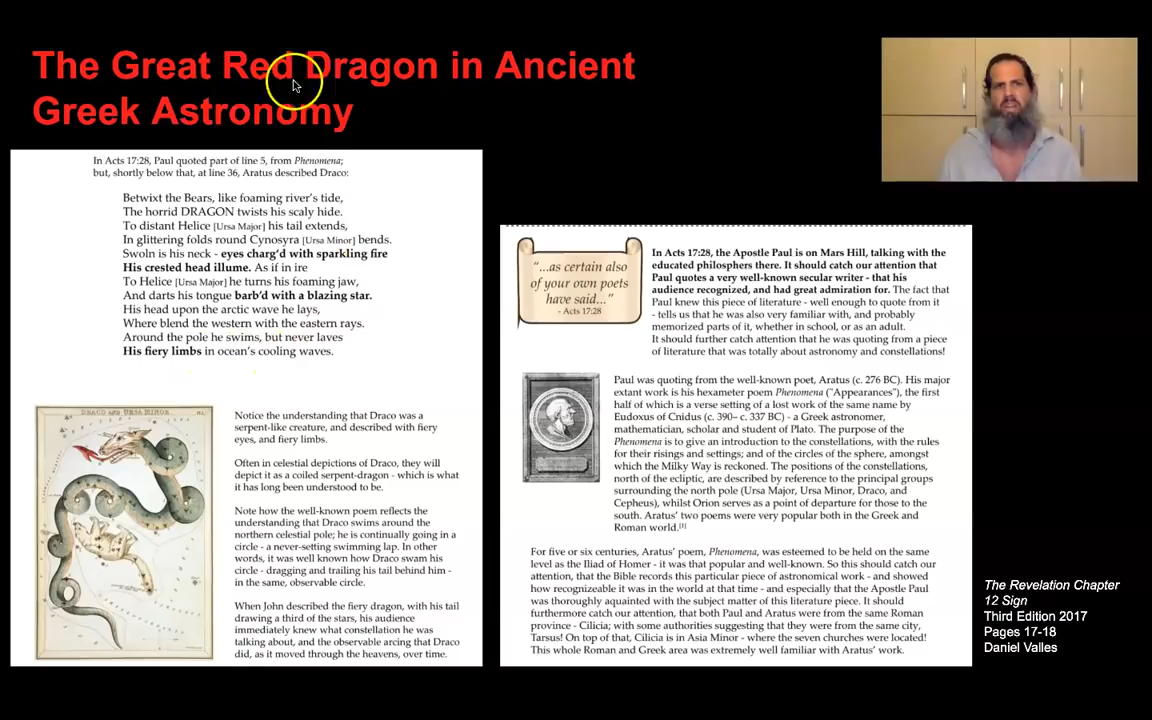 The Great Red Dragon in Ancient
Greek Astronomy
In Acts 17:28, Paul quoted part of line 5, from Phenomena;
but, shortly below that, at line 36, Aratus described Draco:
Betwixt the Bears, like foaming river's tide,
The horrid DRAGON twists his scaly hide.
To distant Helice [Ursa Major] his tail extends,
In glittering folds round Cynosyra [Ursa Minor] bends.
Swoln is his neck - eyes charg'd with sparkling fire
His crested head illume. As if in ire
To Helice [Ursa Major] he turns his foaming jaw,
And darts his tongue barb'd with a blazing star.
His head upon the arctic wave he lays,
Where blend the western with the eastern rays.
Around the pole he swims, but never laves
His fiery limbs in ocean's cooling waves.
DRACO AND URSA MINOR
Notice the understanding that Draco was a
serpent-like creature, and described with fiery
eyes, and fiery limbs.
Often in celestial depictions of Draco, they will
depict it as a coiled serpent-dragon - which is what
it has long been understood to be.
Note how the well-known poem reflects the
understanding that Draco swims around the
northern celestial pole; he is continually going in a
circle - a never-setting swimming lap. In other
words, it was well known how Draco swam his
circle - dragging and trailing his tail behind him -
in the same, observable circle.
When John described the fiery dragon, with his tail
drawing a third of the stars, his audience
immediately knew what constellation he was
talking about, and the observable arcing that Draco
did, as it moved through the heavens, over time.
"...as certain also
of your own poets
have said..."
- Acts 17:28
In Acts 17:28, the Apostle Paul is on Mars Hill, talking with the
educated philosphers there. It should catch our attention that
Paul quotes a very well-known secular writer - that his
audience recognized, and had great admiration for. The fact that
Paul knew this piece of literature - well enough to quote from it
- tells us that he was also very familiar with, and probably
memorized parts of it, whether in school, or as an adult.
It should further catch attention that he was quoting from a piece
of literature that was totally about astronomy and constellations!
Paul was quoting from the well-known poet, Aratus (c. 276 BC). His major
extant work is his hexameter poem Phenomena ("Appearances"), the first
half of which is a verse setting of a lost work of the same name by
Eudoxus of Cnidus (c. 390– c. 337 BC) - a Greek astronomer,
mathematician, scholar and student of Plato. The purpose of the
Phenomena is to give an introduction to the constellations, with the rules
for their risings and settings; and of the circles of the sphere, amongst
which the Milky Way is reckoned. The positions of the constellations,
north of the ecliptic, are described by reference to the principal groups
surrounding the north pole (Ursa Major, Ursa Minor, Draco, and
Cepheus), whilst Orion serves as a point of departure for those to the
south. Aratus' two poems were very popular both in the Greek and
Roman world.[1]
For five or six centuries, Aratus' poem, Phenomena, was esteemed to be held on the same
level as the Iliad of Homer - it was that popular and well-known. So this should catch our
attention, that the Bible records this particular piece of astronomical work - and showed
how recognizeable it was in the world at that time - and especially that the Apostle Paul
was thoroughly aquainted with the subject matter of this literature piece. It should
furthermore catch our attention, that both Paul and Aratus were from the same Roman
province - Cilicia; with some authorities suggesting that they were from the same city,
Tarsus! On top of that, Cilicia is in Asia Minor - where the seven churches were located!
This whole Roman and Greek area was extremely well familiar with Aratus' work.
The Revelation Chapter
12 Sign
Third Edition 2017
Pages 17-18
Daniel Valles